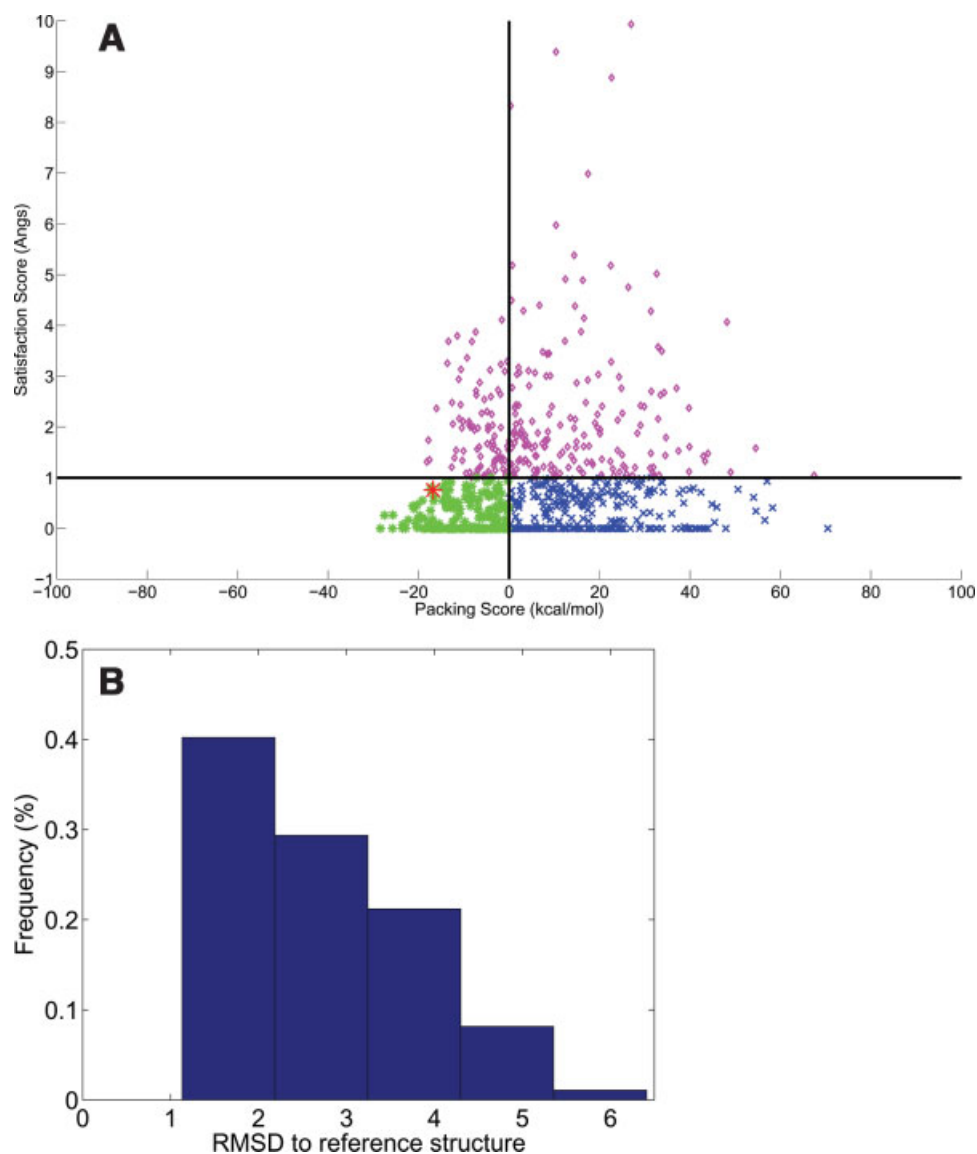 A
10
9
8
7
6
5
4
3
2
1
0
−1
Satisfaction Score (Angs)
−100 −80 −60 −40 −20 0 20 40 60 80 100
Packing Score (kcal/mol)
B
0.5
0.4
0.3
0.2
0.1
0
Frequency (%)
0 1 2 3 4 5 6
RMSD to reference structure